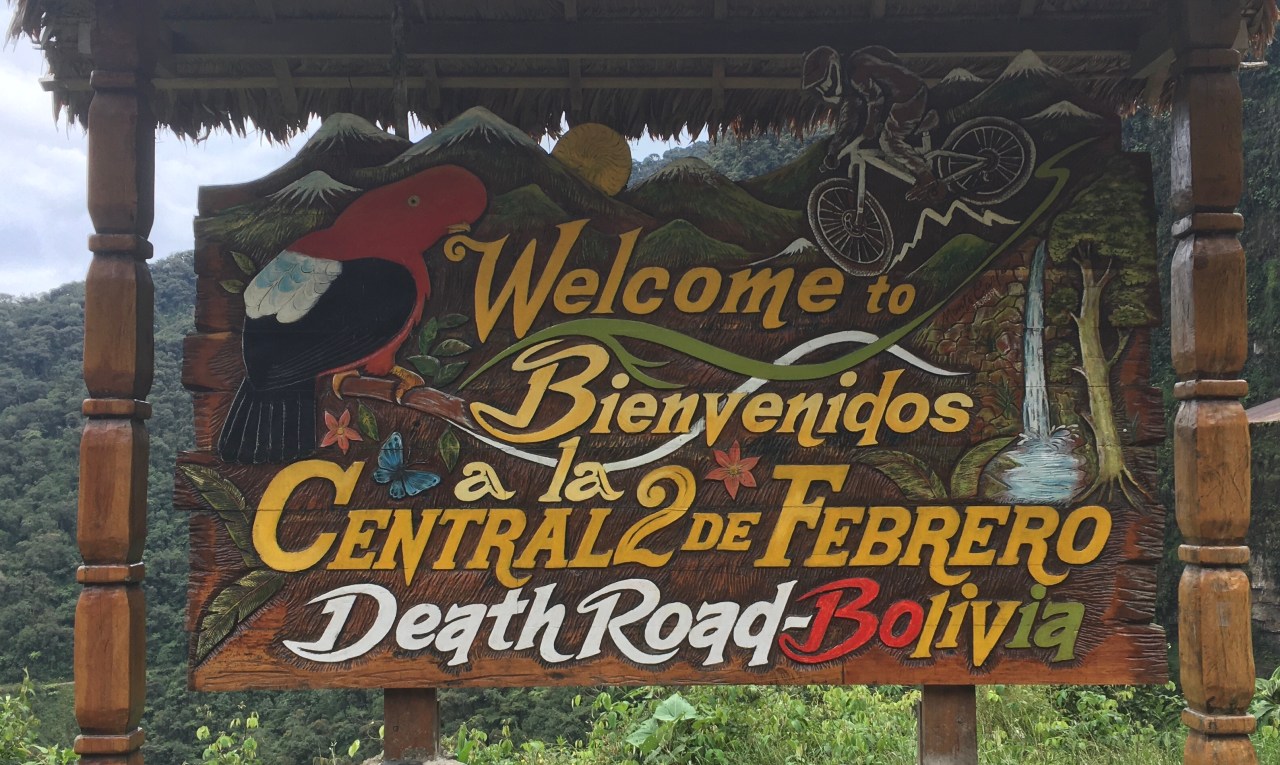 Welcome to
Bienvenidos
a la
CENTRAL 2 DE FEBRERO
Death Road-Bolivia